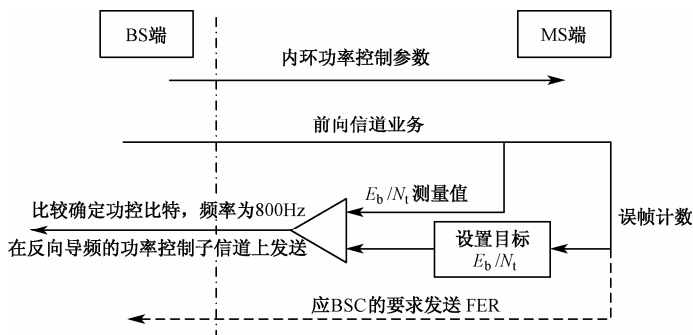 BS端
MS端
内环功率控制参数
前向信道业务
Eb/Nt 测量值
比较确定功控比特，频率为800Hz
在反向导频的功率控制子信道上发送
设置目标
Eb/Nt
误帧计数
应BSC的要求发送 FER